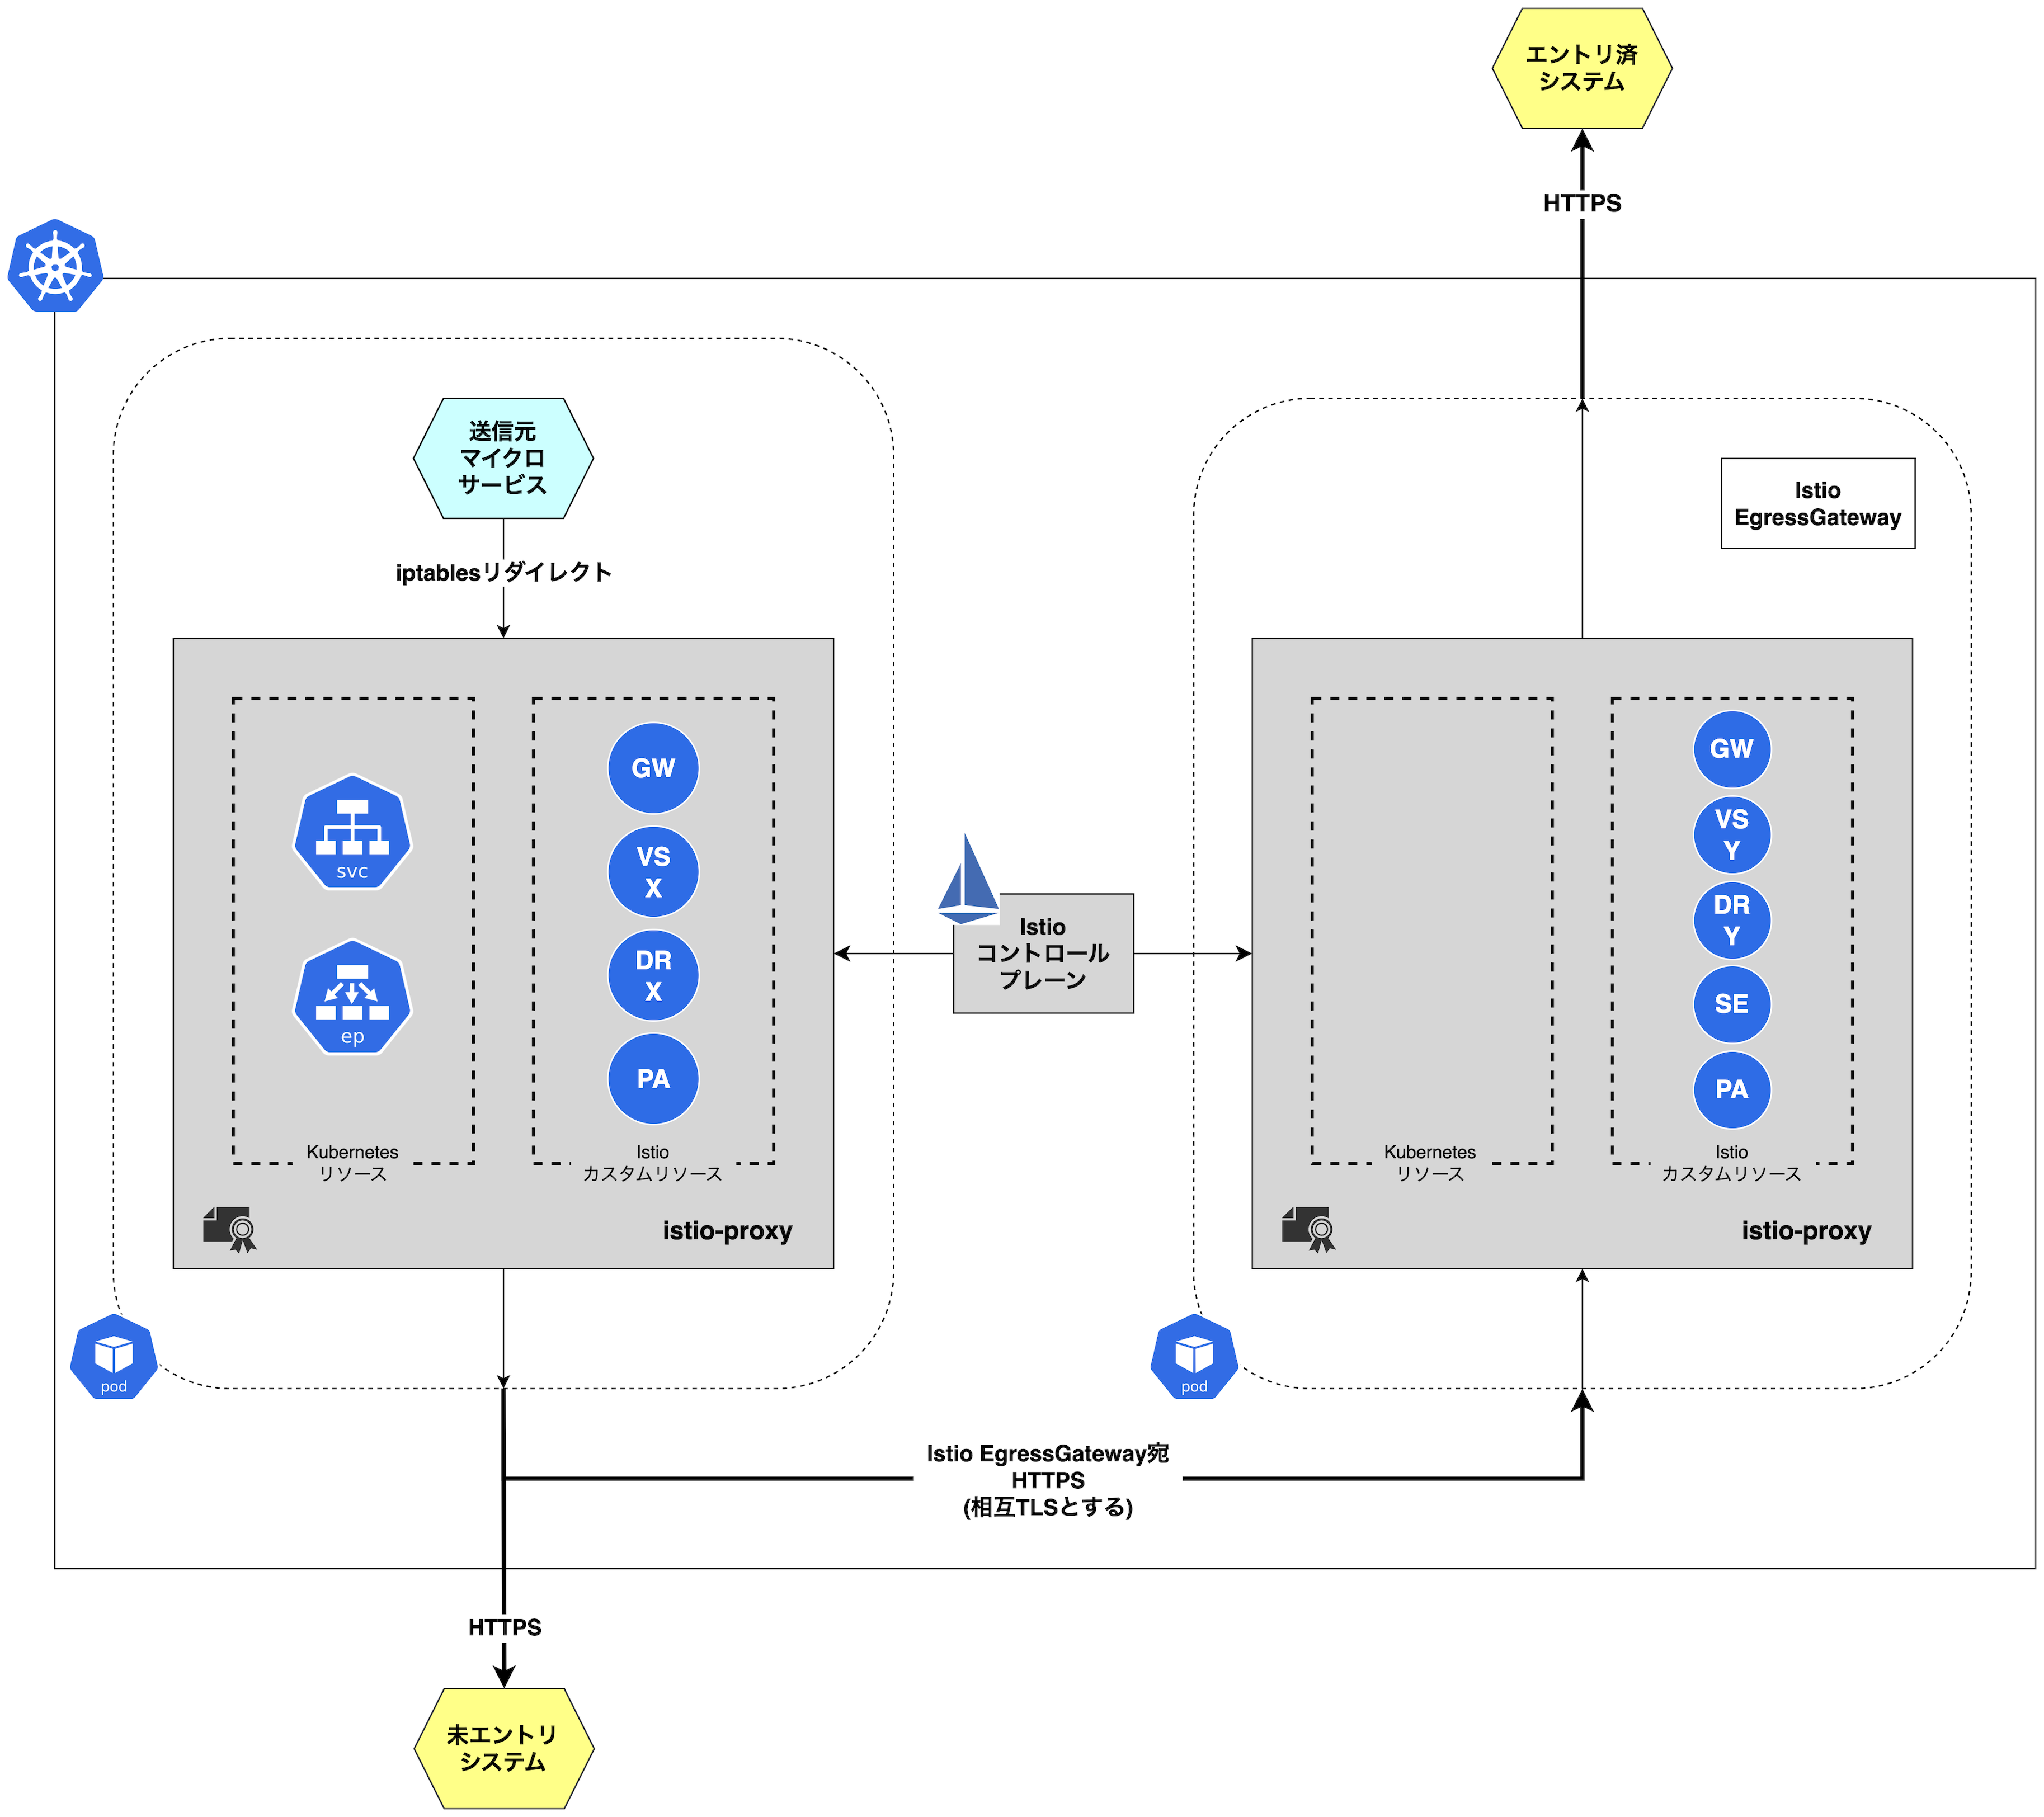 エントリ済
システム
HTTPS
送信元
マイクロ
サービス
iptablesリダイレクト
svc
ep
Kubernetes
リソース
GW
VS
X
DR
X
PA
Istio
カスタムリソース
istio-proxy
pod
Istio
コントロール
プレーン
Istio
EgressGateway
Kubernetes
リソース
GW
VS
Y
DR
Y
SE
PA
Istio
カスタムリソース
istio-proxy
pod
Istio EgressGateway宛
HTTPS
(相互TLSとする)
HTTPS
未エントリ
システム